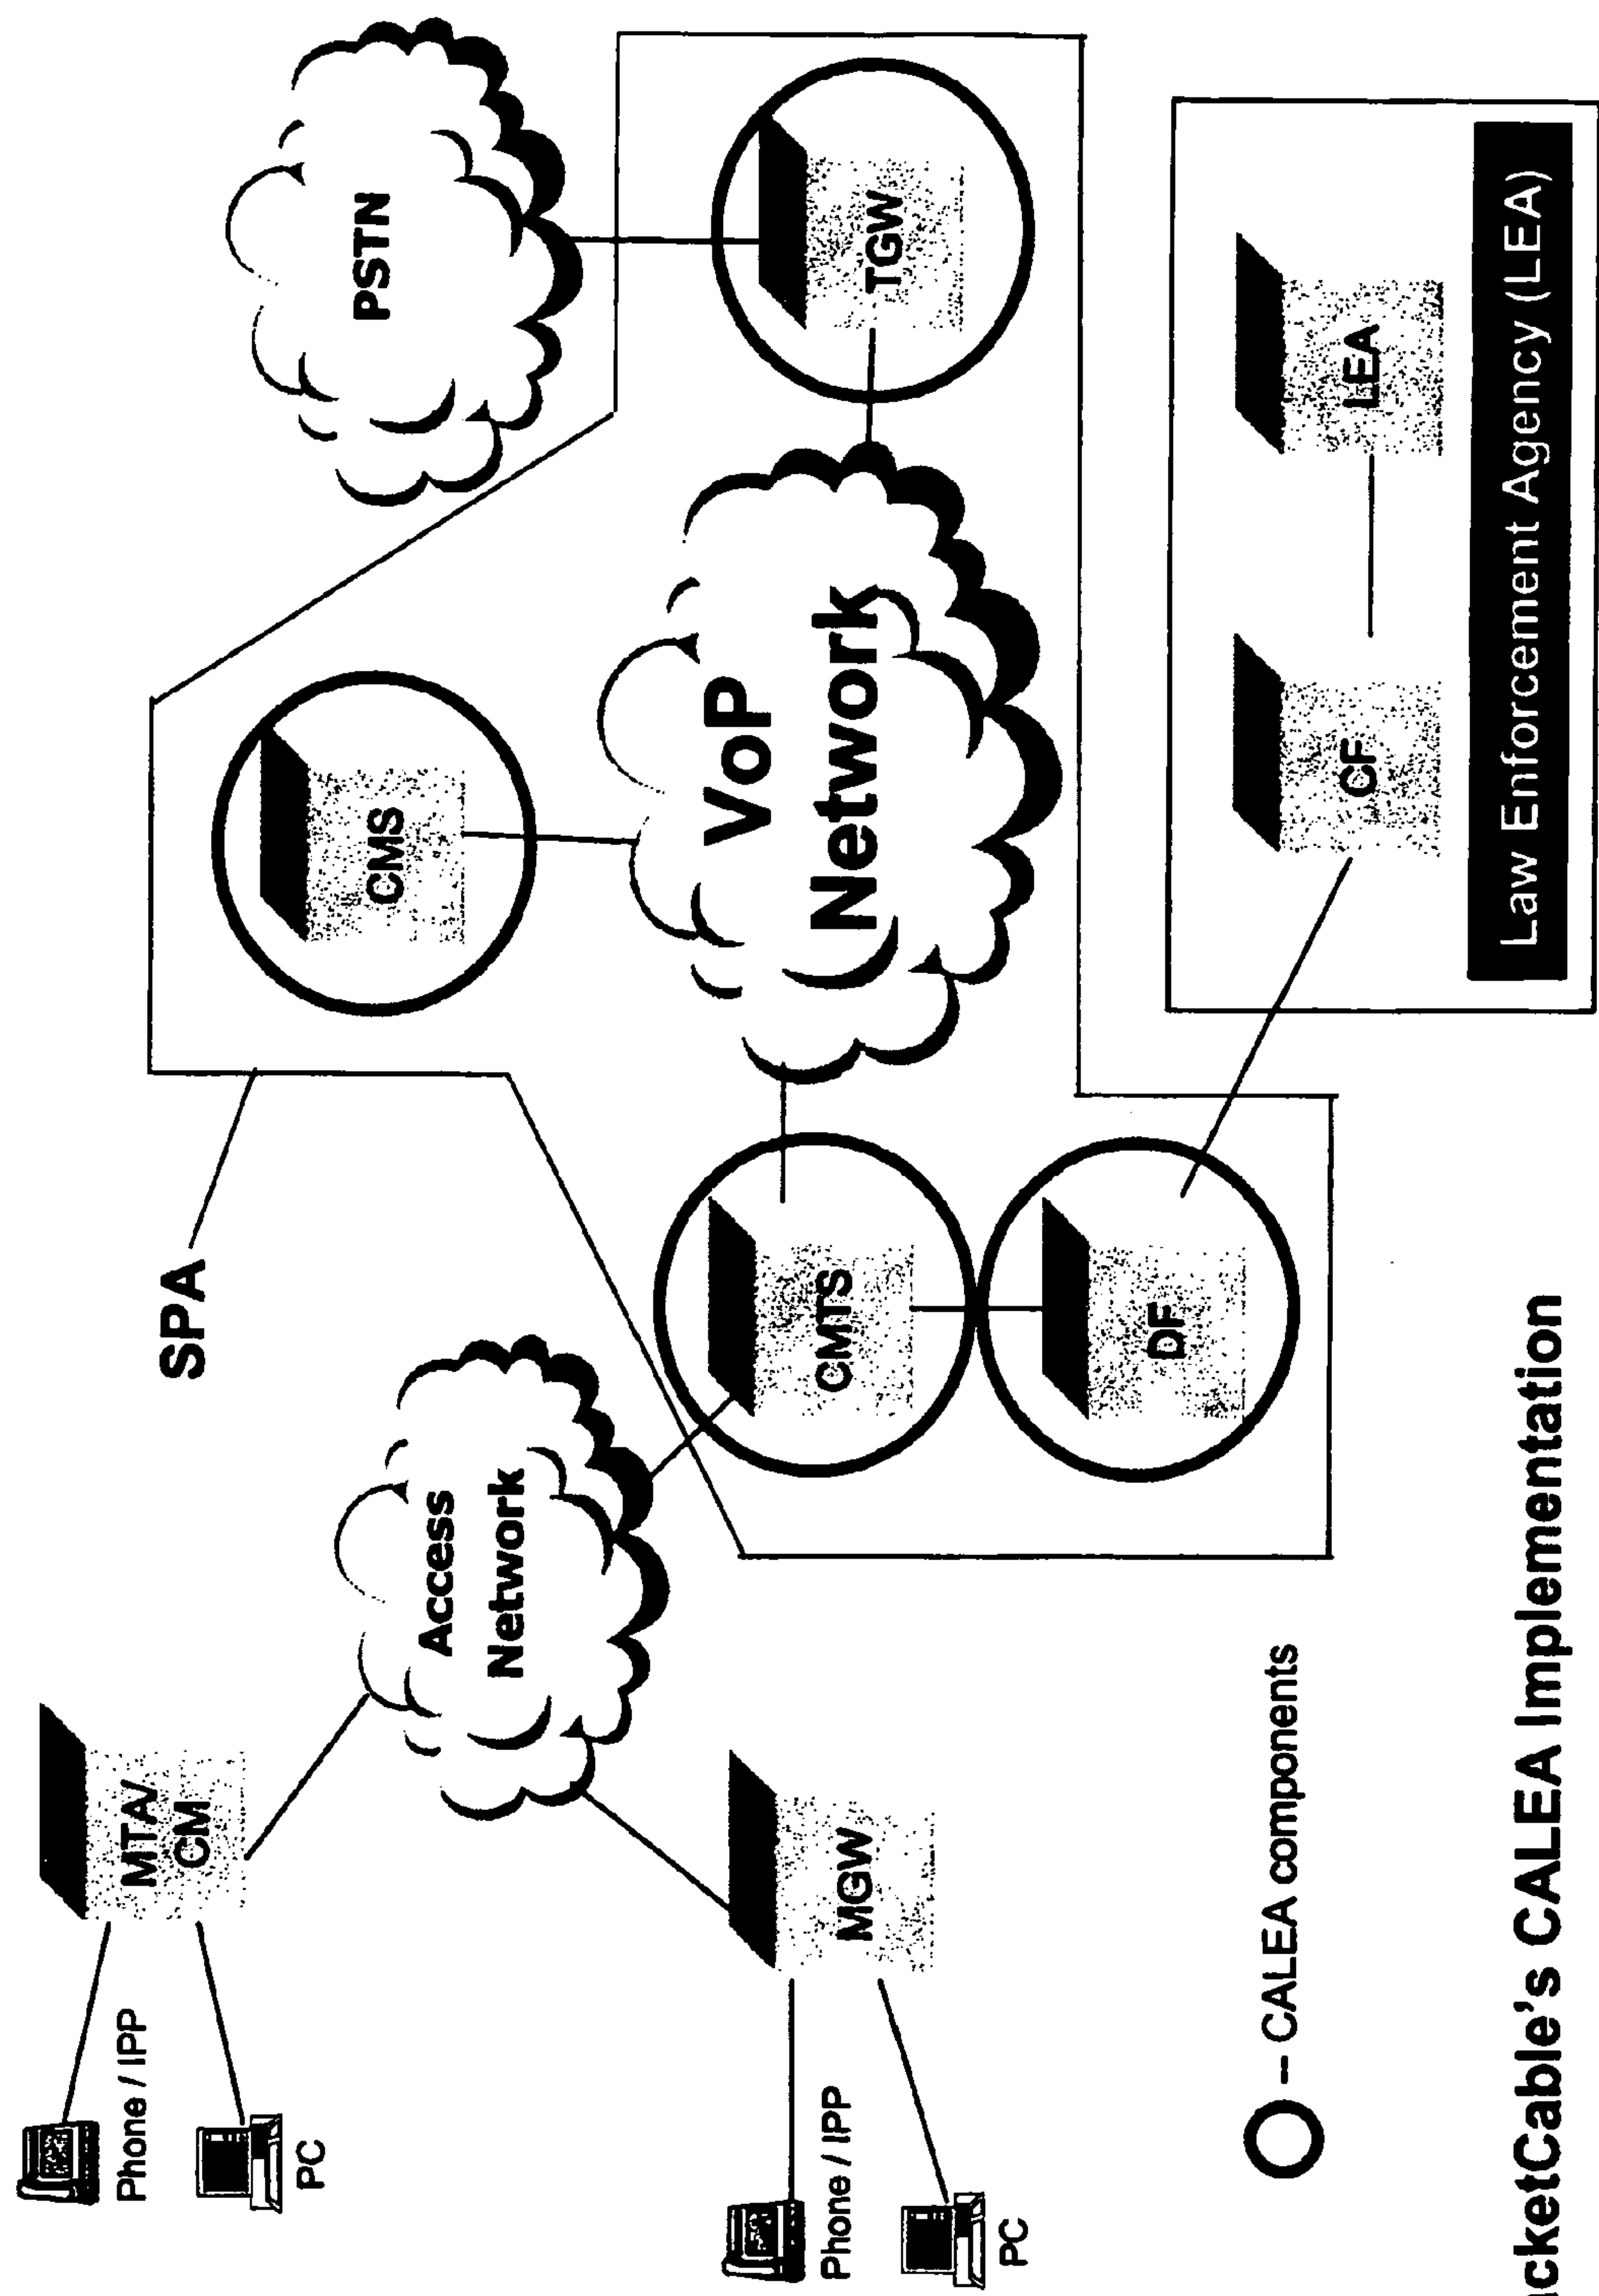 Phone / IPP
PC
MTA/
CM
Access
Network
SPA
CMS
PSTN
Phone / IPP
PC
MGW
CMTS
VoP
Network
TGW
DF
CF
LEA
Law Enforcement Agency (LEA)
-- CALEA components
cketCable's CALEA Implementation